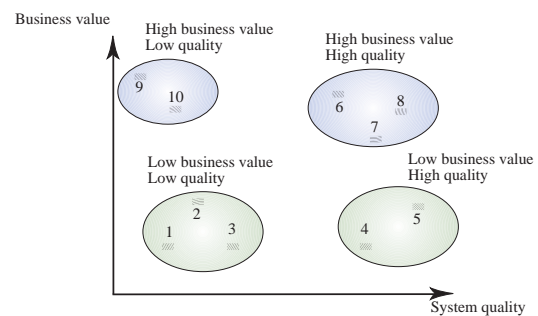 Business value
High business value
Low quality
High business value
High quality
9
10
6
8
7
Low business value
Low quality
Low business value
High quality
1
2
3
4
5
System quality